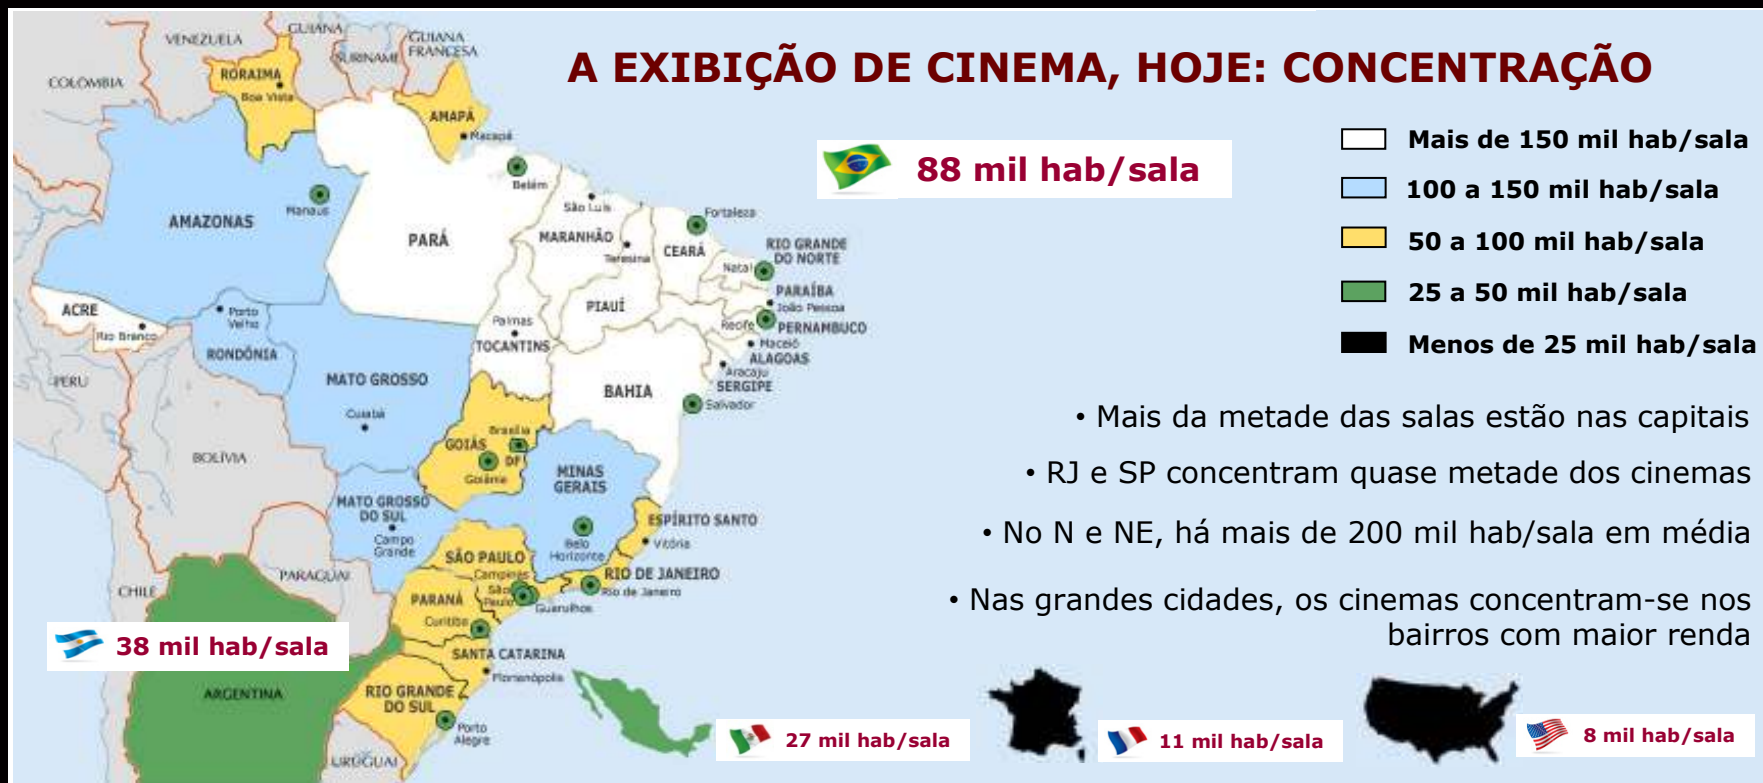 A EXIBIÇÃO DE CINEMA, HOJE: CONCENTRAÇÃO
88 mil hab/sala
Mais de 150 mil hab/sala
100 a 150 mil hab/sala
50 a 100 mil hab/sala
25 a 50 mil hab/sala
Menos de 25 mil hab/sala
• Mais da metade das salas estão nas capitais
• RJ e SP concentram quase metade dos cinemas
• No N e NE, há mais de 200 mil hab/sala em média
• Nas grandes cidades, os cinemas concentram-se nos
bairros com maior renda
38 mil hab/sala
27 mil hab/sala
11 mil hab/sala
8 mil hab/sala
VENEZUELA
GUIANA
SURINAME
GUIANA
FRANCESA
COLÔMBIA
RORAIMA
Boa Vista
AMAPÁ
Macapá
Belém
Manaus
AMAZONAS
PARÁ
São Luís
MARANHÃO
Teresina
Fortaleza
CEARÁ
RIO GRANDE
DO NORTE
Natal
PARAÍBA
João Pessoa
PIAUÍ
Recife
PERNAMBUCO
Maceió
ALAGOAS
Aracaju
SERGIPE
ACRE
Rio Branco
Porto
Velho
RONDÔNIA
Palmas
TOCANTINS
MATO GROSSO
Cuiabá
BAHIA
Salvador
PERU
BOLÍVIA
Brasília
GOIÁS
DF
Goiânia
MINAS
GERAIS
Belo
Horizonte
MATO GROSSO
DO SUL
Campo
Grande
ESPÍRITO SANTO
Vitória
SÃO PAULO
Campinas
São
Paulo
Guarulhos
RIO DE JANEIRO
Rio de Janeiro
PARAGUAI
CHILE
PARANÁ
Curitiba
SANTA CATARINA
Florianópolis
ARGENTINA
RIO GRANDE
DO SUL
Porto
Alegre
URUGUAI